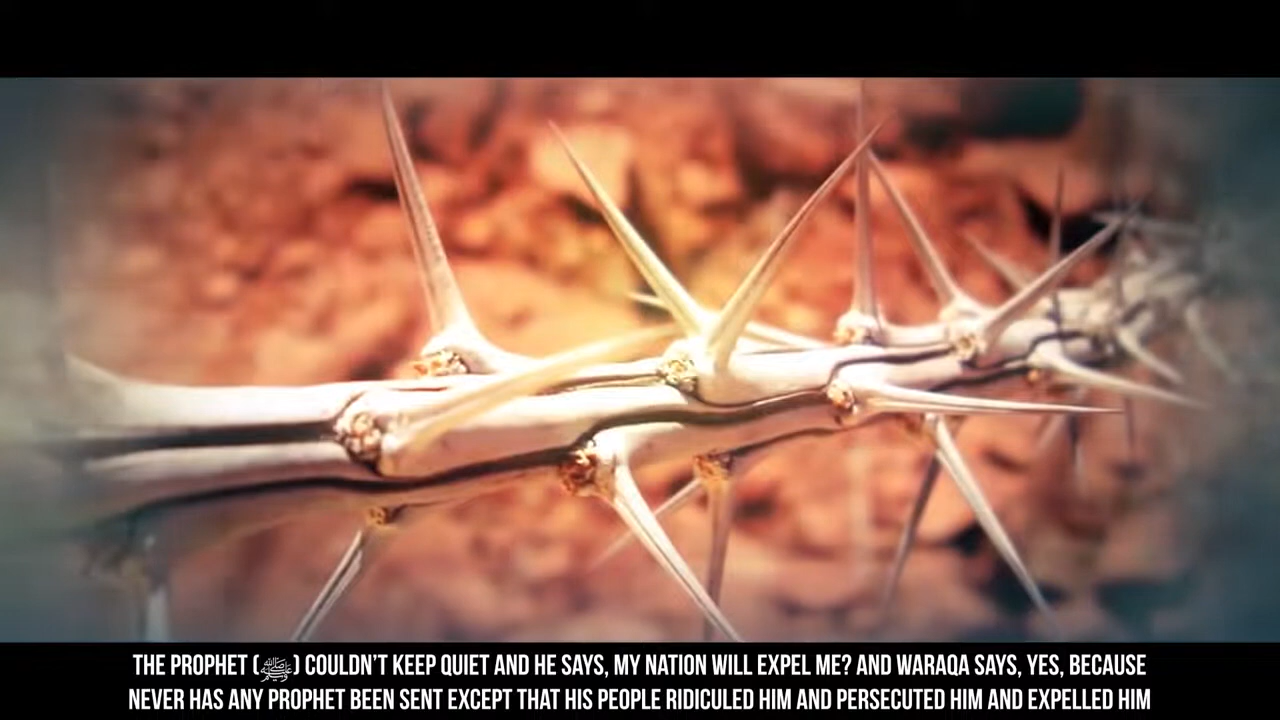 THE PROPHET (ﷺ) COULDN'T KEEP QUIET AND HE SAYS, MY NATION WILL EXPEL ME? AND WARAQA SAYS, YES, BECAUSE
NEVER HAS ANY PROPHET BEEN SENT EXCEPT THAT HIS PEOPLE RIDICULED HIM AND PERSECUTED HIM AND EXPELLED HIM